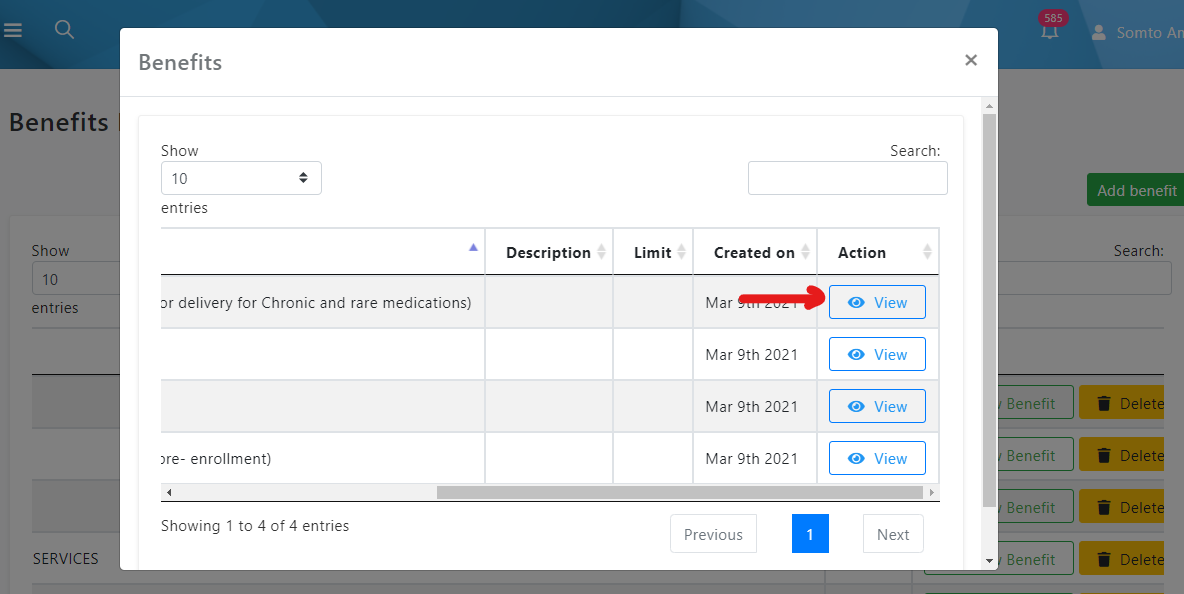 585
Somto
Benefits
Benefits
Add benefit
Show
Search:
10
entries
Show
Search:
10
entries
Description
Limit
Created on
Action
or delivery for Chronic and rare medications)
Mar 9th 2021
View
Mar 9th 2021
View
Mar 9th 2021
View
Benefit
Delete
pre- enrollment)
Mar 9th 2021
View
Benefit
Delete
Benefit
Delete
Showing 1 to 4 of 4 entries
Previous
1
Next
SERVICES
Benefit
Delete